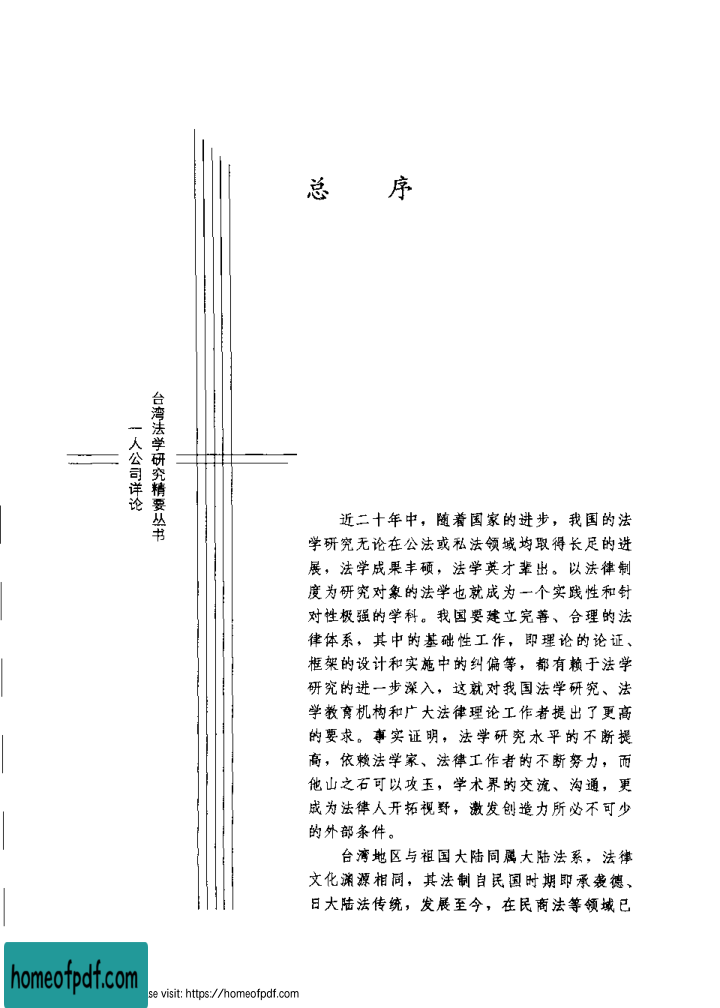 总 序
台湾法学研究精要丛书
一人公司详论
近二十年中，随着国家的进步，我国的法
学研究无论在公法或私法领域均取得长足的进
展，法学成果丰硕，法学英才辈出。以法律制
度为研究对象的法学也就成为一个实践性和针
对性极强的学科。我国要建立完善、合理的法
律体系，其中的基础性工作，即理论的论证、
框架的设计和实施中的纠偏等，都有赖于法学
研究的进一步深入，这就对我国法学研究、法
学教育机构和广大法律理论工作者提出了更高
的要求。事实证明，法学研究水平的不断提
高，依赖法学家、法律工作者的不断努力，而
他山之石可以攻玉，学术界的交流、沟通，更
成为法律人开拓视野，激发创造力所必不可少
的外部条件。
台湾地区与祖国大陆同属大陆法系，法律
文化渊源相同，其法制自民国时期即承袭德、
日大陆法传统，发展至今，在民商法等领域已
homeofpdf.com
se visit: https://homeofpdf.com